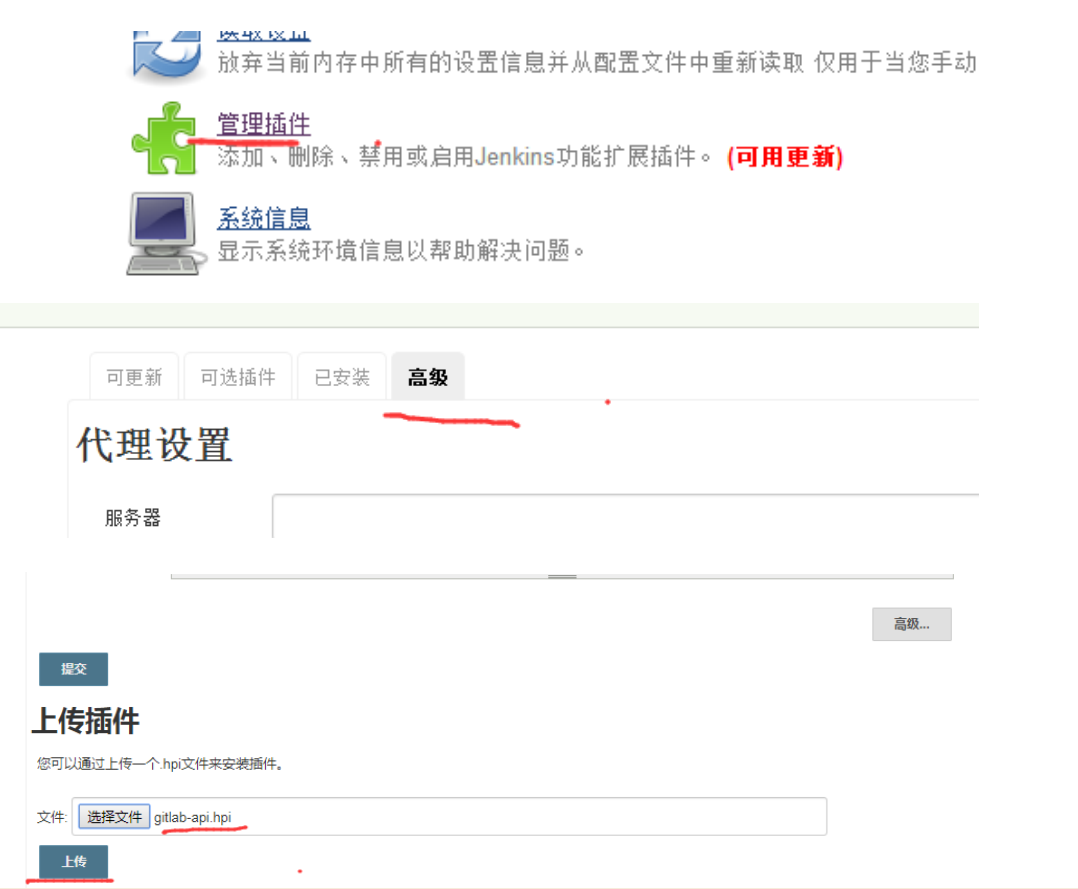 读取设置
放弃当前内存中所有的设置信息并从配置文件中重新读取 仅用于当您手动
管理插件
添加、删除、禁用或启用Jenkins功能扩展插件。 (可用更新)
系统信息
显示系统环境信息以帮助解决问题。
可更新 可选插件 已安装 高级
代理设置
服务器
高级...
提交
上传插件
您可以通过上传一个.hpi文件来安装插件。
文件: 选择文件 gitlab-api.hpi
上传